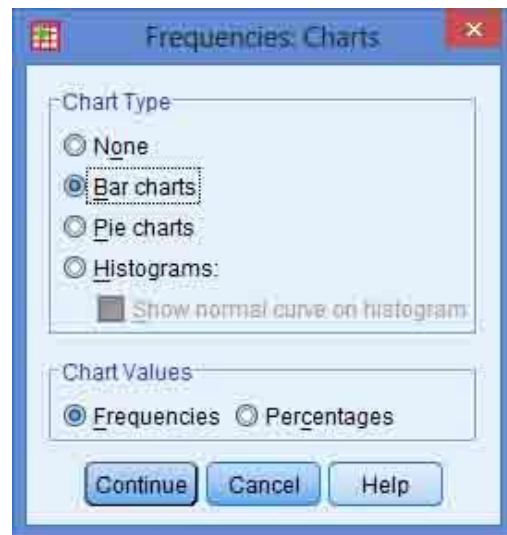 Frequencies: Charts
Chart Type
None
Bar charts
Pie charts
Histograms:
Show normal curve on histogram
Chart Values
Frequencies Percentages
Continue Cancel Help